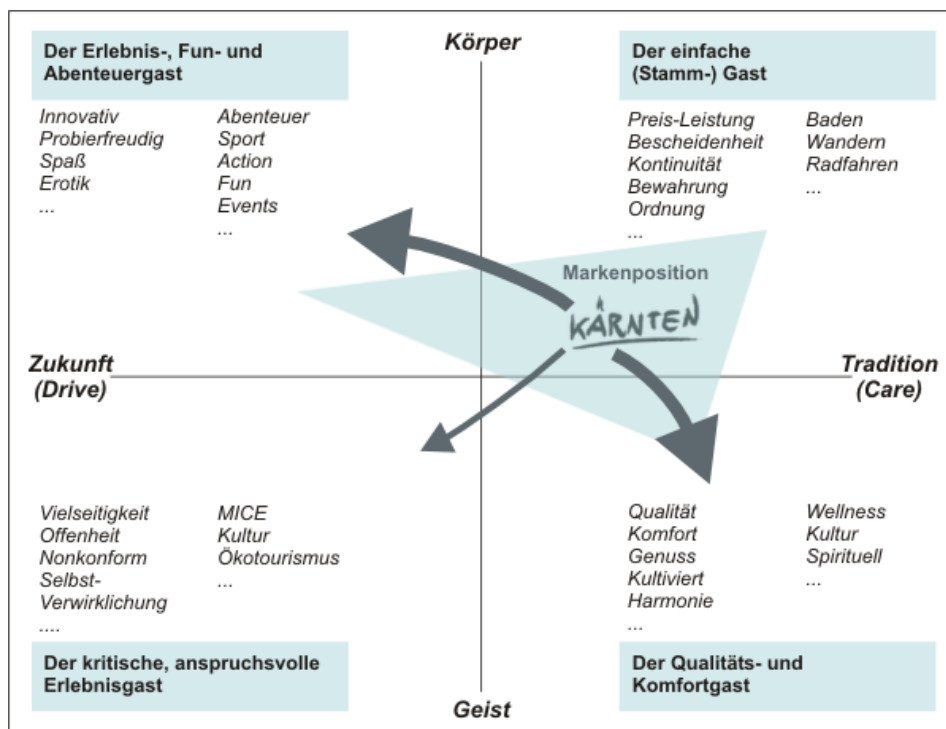 Der Erlebnis-, Fun- und
Abenteuergast
Körper
Der einfache
(Stamm-) Gast
Innovativ
Probierfreudig
Spaß
Erotik
...
Abenteuer
Sport
Action
Fun
Events
...
Preis-Leistung
Bescheidenheit
Kontinuität
Bewahrung
Ordnung
...
Baden
Wandern
Radfahren
...
Markenposition
KÄRNTEN
Zukunft
(Drive)
Tradition
(Care)
Vielseitigkeit
Offenheit
Nonkonform
Selbst-
Verwirklichung
....
MICE
Kultur
Ökotourismus
...
Qualität
Komfort
Genuss
Kultiviert
Harmonie
...
Wellness
Kultur
Spirituell
...
Der kritische, anspruchsvolle
Erlebnisgast
Geist
Der Qualitäts- und
Komfortgast